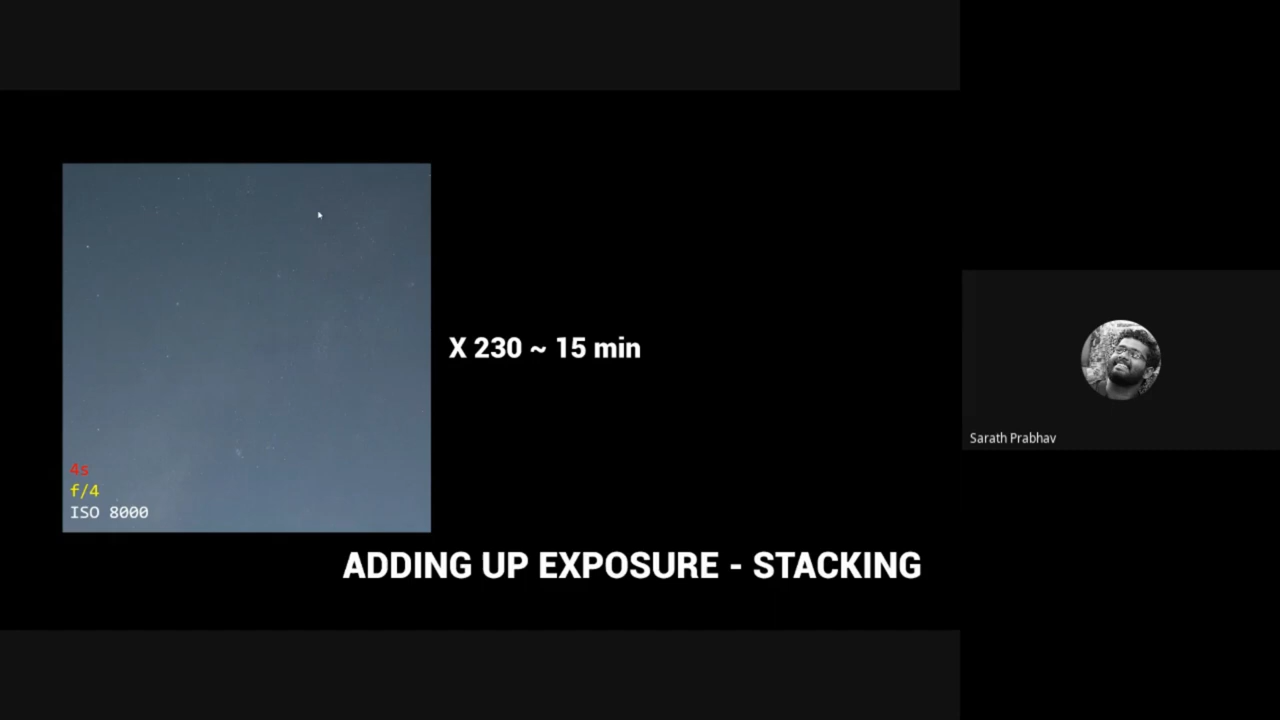 X 230 ~ 15 min
Sarath Prabhav
4s
f/4
ISO 8000
ADDING UP EXPOSURE - STACKING